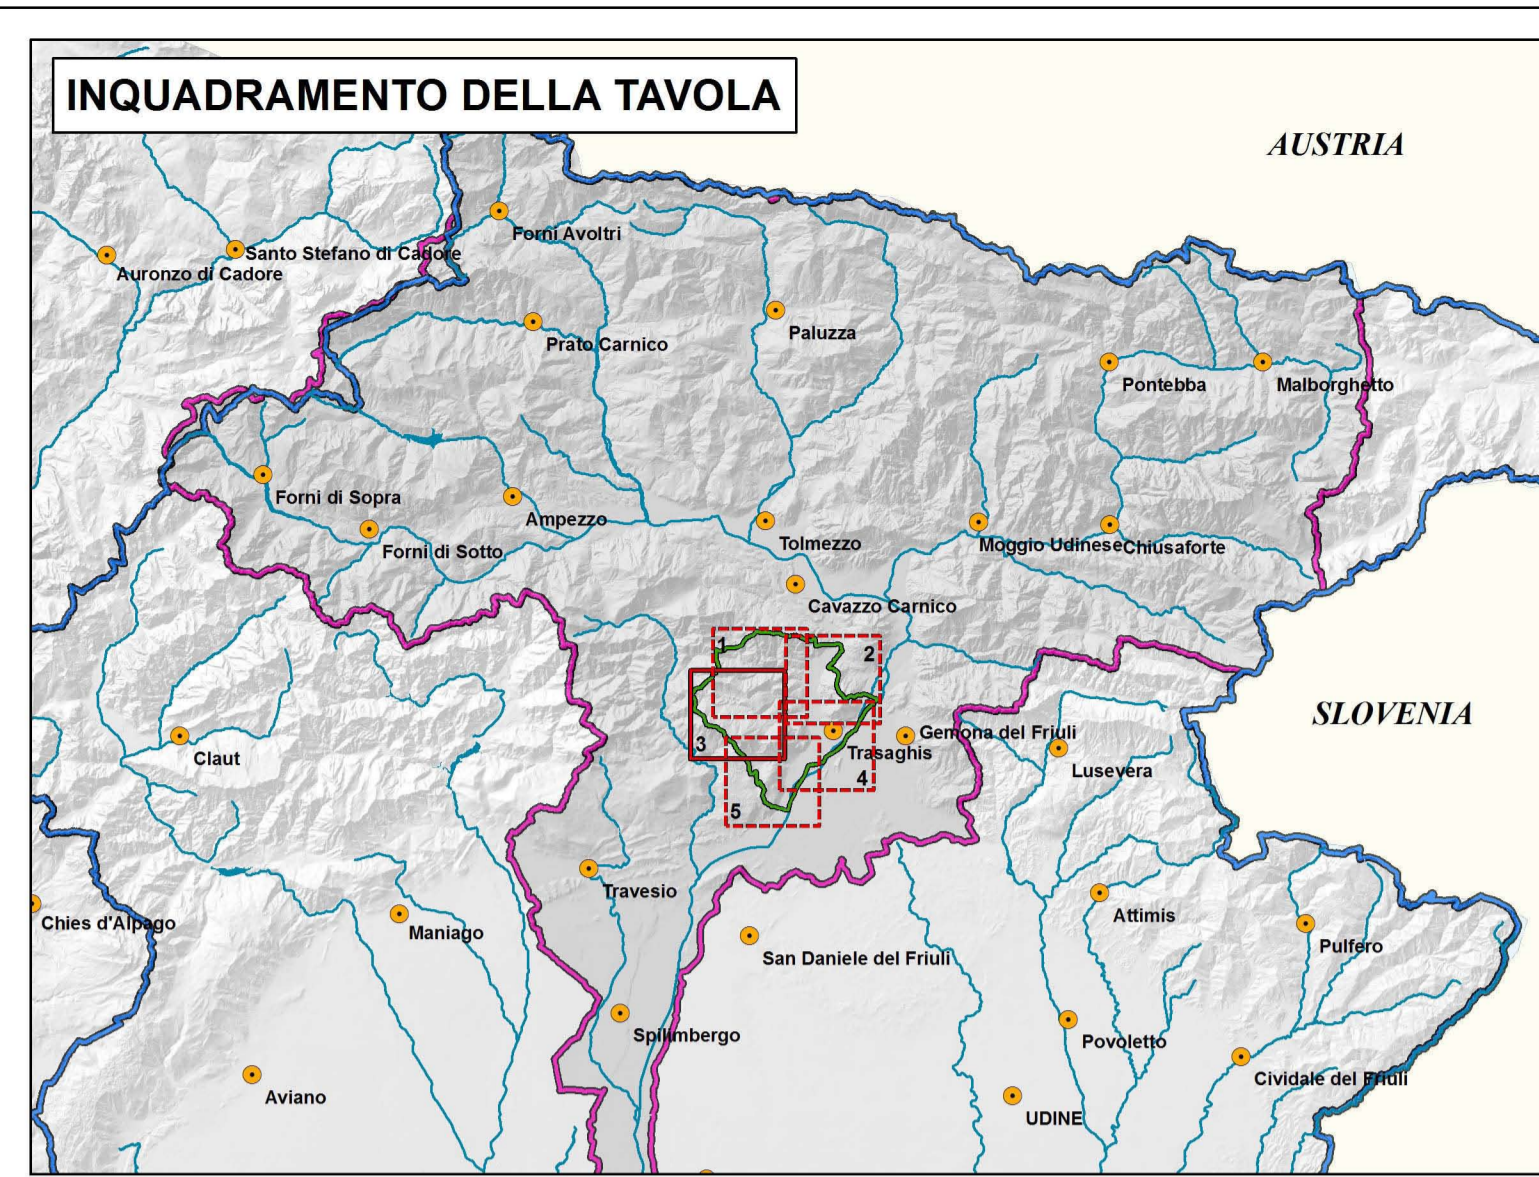 INQUADRAMENTO DELLA TAVOLA
AUSTRIA
Forni Avoltri
Santo Stefano di Cadore
Auronzo di Cadore
Paluzza
Prato Carnico
Pontebba
Malborghetto
Forni di Sopra
Ampezzo
Forni di Sotto
Tolmezzo
Moggio Udinese
Chiusaforte
Cavazzo Carnico
1
2
SLOVENIA
Gemona del Friuli
3
Trasaghis
Claut
Lusevera
4
5
Travesio
Attimis
Chies d'Alpago
Maniago
Pulfero
San Daniele del Friuli
Spilimbergo
Povoletto
Cividale del Friuli
Aviano
UDINE